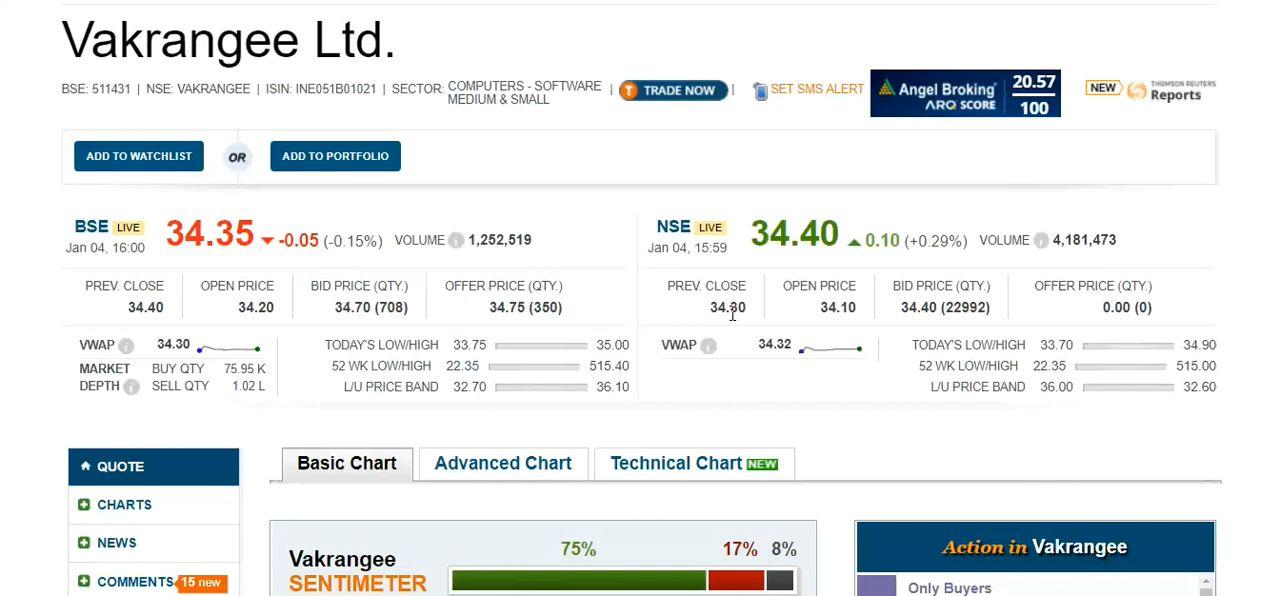 Vakrangee Ltd.
BSE: 511431 | NSE: VAKRANGEE | ISIN: INE051B01021 | SECTOR: COMPUTERS - SOFTWARE MEDIUM & SMALL | T TRADE NOW | SET SMS ALERT
Angel Broking ARQ SCORE 20.57 100
NEW THOMSON REUTERS Reports
ADD TO WATCHLIST OR ADD TO PORTFOLIO
BSE LIVE 34.35 -0.05 (-0.15%) VOLUME i 1,252,519
Jan 04, 16:00
PREV. CLOSE OPEN PRICE BID PRICE (QTY.) OFFER PRICE (QTY.)
34.40 34.20 34.70 (708) 34.75 (350)
VWAP i 34.30
MARKET DEPTH i BUY QTY 75.95 K
SELL QTY 1.02 L
TODAY'S LOW/HIGH 33.75 35.00
52 WK LOW/HIGH 22.35 515.40
L/U PRICE BAND 32.70 36.10
NSE LIVE 34.40 0.10 (+0.29%) VOLUME i 4,181,473
Jan 04, 15:59
PREV. CLOSE OPEN PRICE BID PRICE (QTY.) OFFER PRICE (QTY.)
34.30 34.10 34.40 (22992) 0.00 (0)
VWAP i 34.32
TODAY'S LOW/HIGH 33.70 34.90
52 WK LOW/HIGH 22.35 515.00
L/U PRICE BAND 36.00 32.60
QUOTE
CHARTS
NEWS
COMMENTS 15 new
Basic Chart Advanced Chart Technical Chart NEW
Vakrangee
SENTIMETER
75% 17% 8%
Action in Vakrangee
Only Buyers